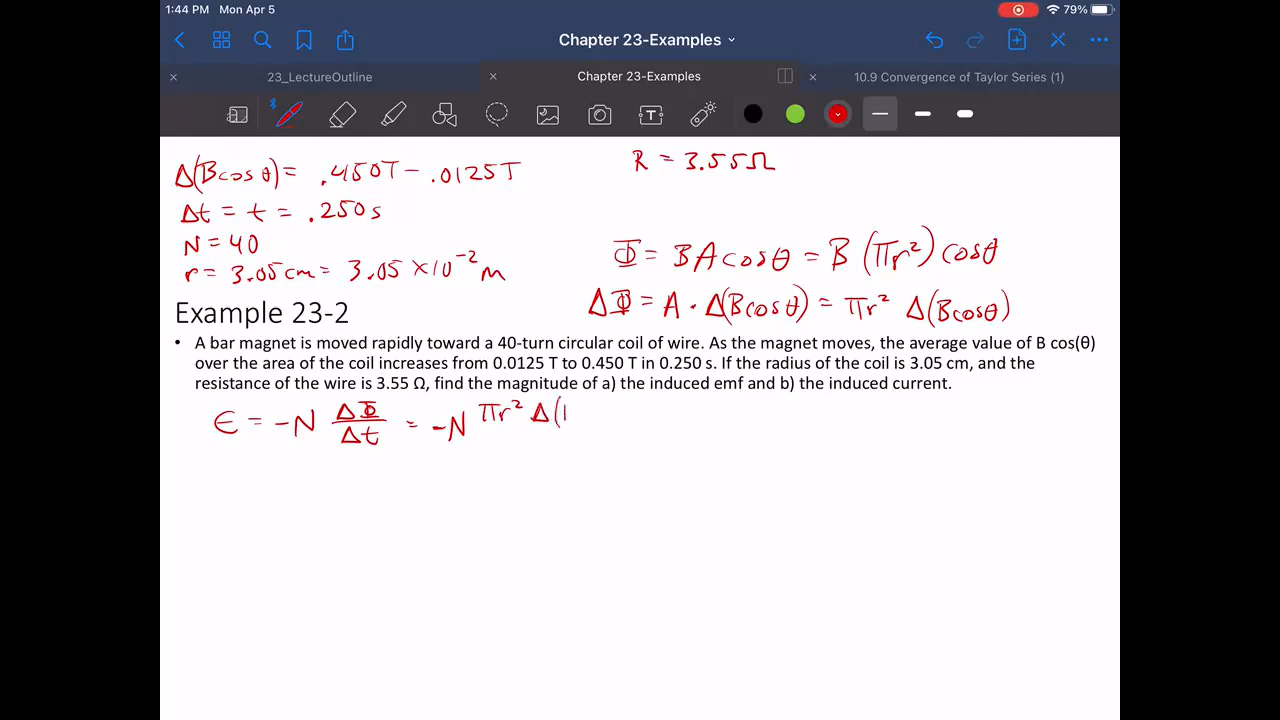 1:44 PM Mon Apr 5
79%
Chapter 23-Examples
23_LectureOutline
Chapter 23-Examples
10.9 Convergence of Taylor Series (1)
Δ(Bcosθ)= .450T - .0125T
R = 3.55Ω
Δt = t = .250s
N = 40
Φ = BAcosθ = B (πr²) cosθ
r = 3.05cm = 3.05 ×10⁻² m
ΔΦ = A · Δ(Bcosθ) = πr² Δ(Bcosθ)
Example 23-2
• A bar magnet is moved rapidly toward a 40-turn circular coil of wire. As the magnet moves, the average value of B cos(θ)
over the area of the coil increases from 0.0125 T to 0.450 T in 0.250 s. If the radius of the coil is 3.05 cm, and the
resistance of the wire is 3.55 Ω, find the magnitude of a) the induced emf and b) the induced current.
ε = -N ΔΦ/Δt = -N πr² Δ(